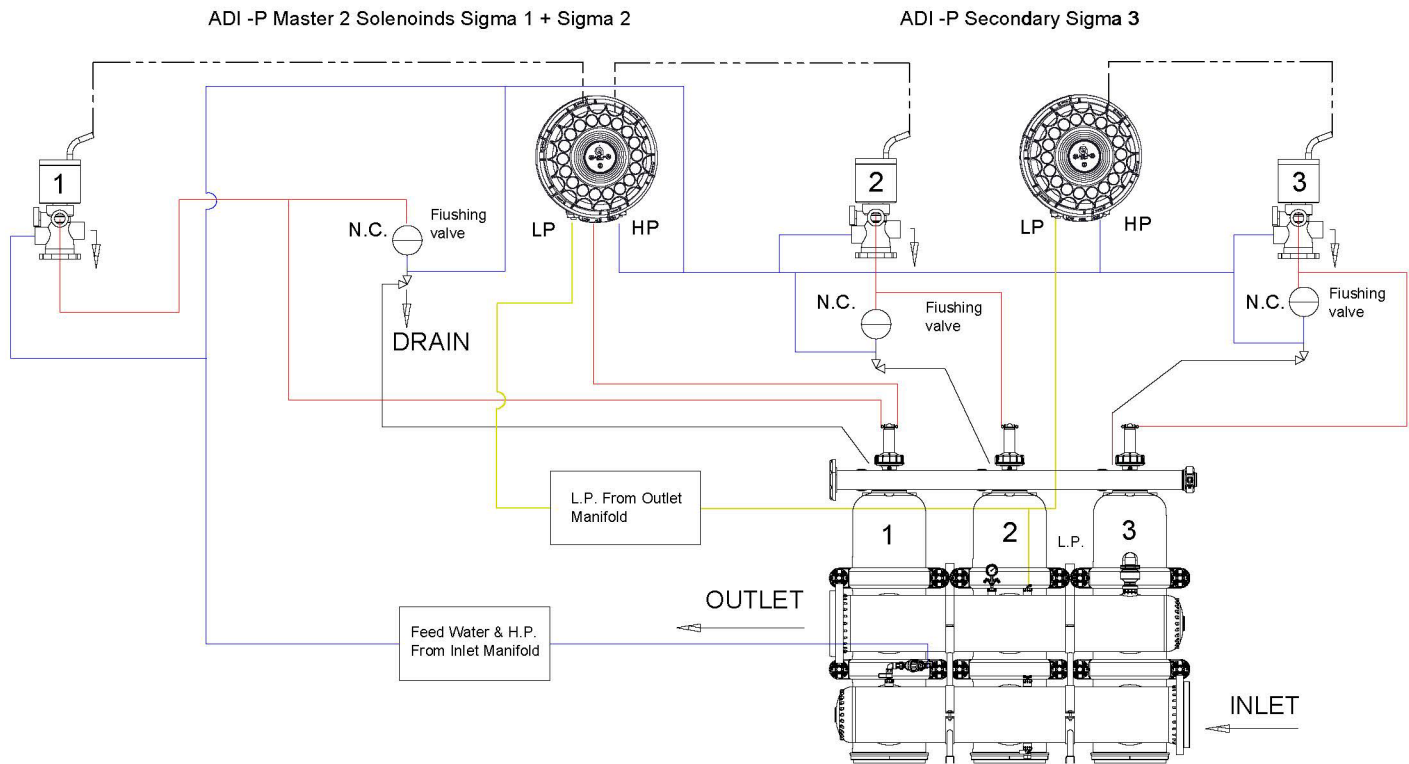 ADI -P Master 2 Solenoinds Sigma 1 + Sigma 2
ADI -P Secondary Sigma 3
1
2
3
N.C.
Fiushing
valve
LP
HP
LP
HP
DRAIN
N.C.
Fiushing
valve
N.C.
Fiushing
valve
L.P. From Outlet
Manifold
1
2
L.P.
3
OUTLET
Feed Water & H.P.
From Inlet Manifold
INLET